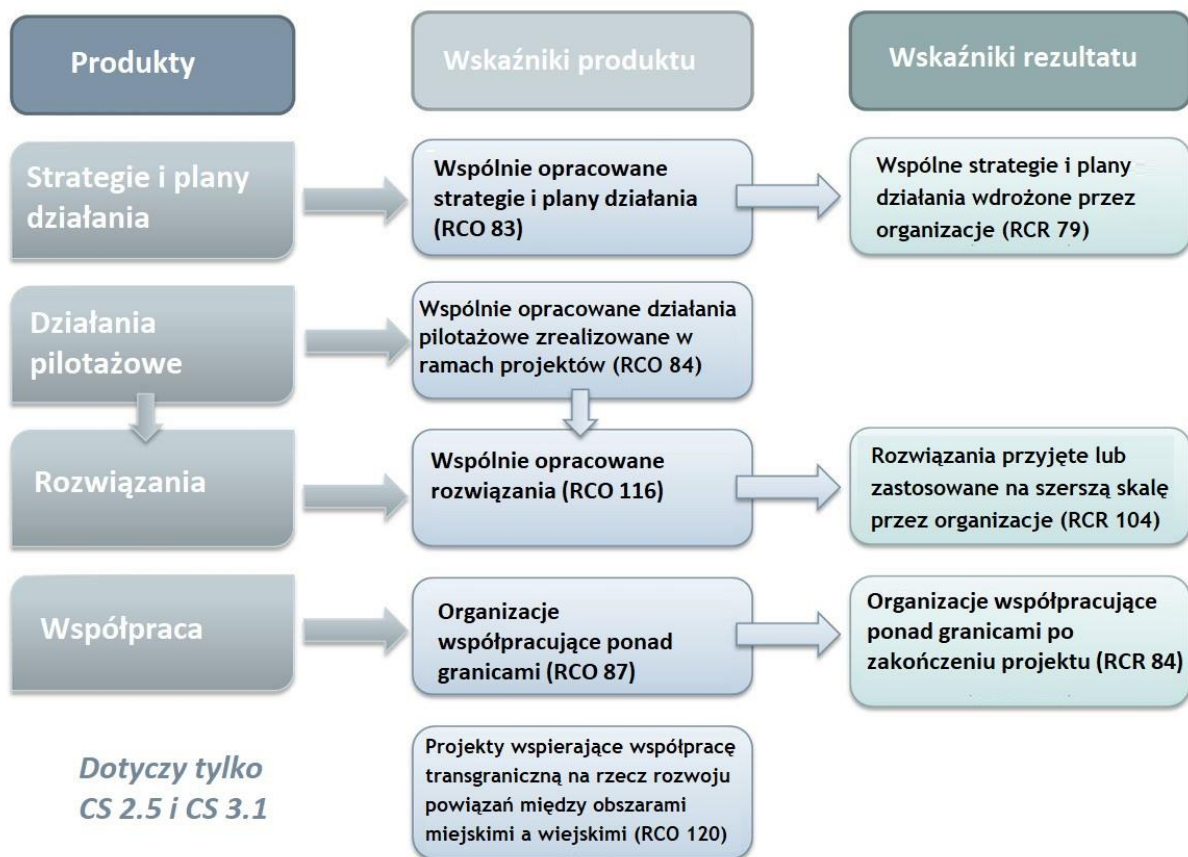 Produkty
Wskaźniki produktu
Wskaźniki rezultatu
Strategie i plany
działania
Wspólnie opracowane
strategie i plany działania
(RCO 83)
Wspólne strategie i plany
działania wdrożone przez
organizacje (RCR 79)
Działania
pilotażowe
Wspólnie opracowane działania
pilotażowe zrealizowane w
ramach projektów (RCO 84)
Rozwiązania
Wspólnie opracowane
rozwiązania (RCO 116)
Rozwiązania przyjęte lub
zastosowane na szerszą skalę
przez organizacje (RCR 104)
Współpraca
Organizacje
współpracujące ponad
granicami (RCO 87)
Organizacje współpracujące
ponad granicami po
zakończeniu projektu (RCR 84)
Dotyczy tylko
CS 2.5 i CS 3.1
Projekty wspierające współpracę
transgraniczną na rzecz rozwoju
powiązań między obszarami
miejskimi a wiejskimi (RCO 120)